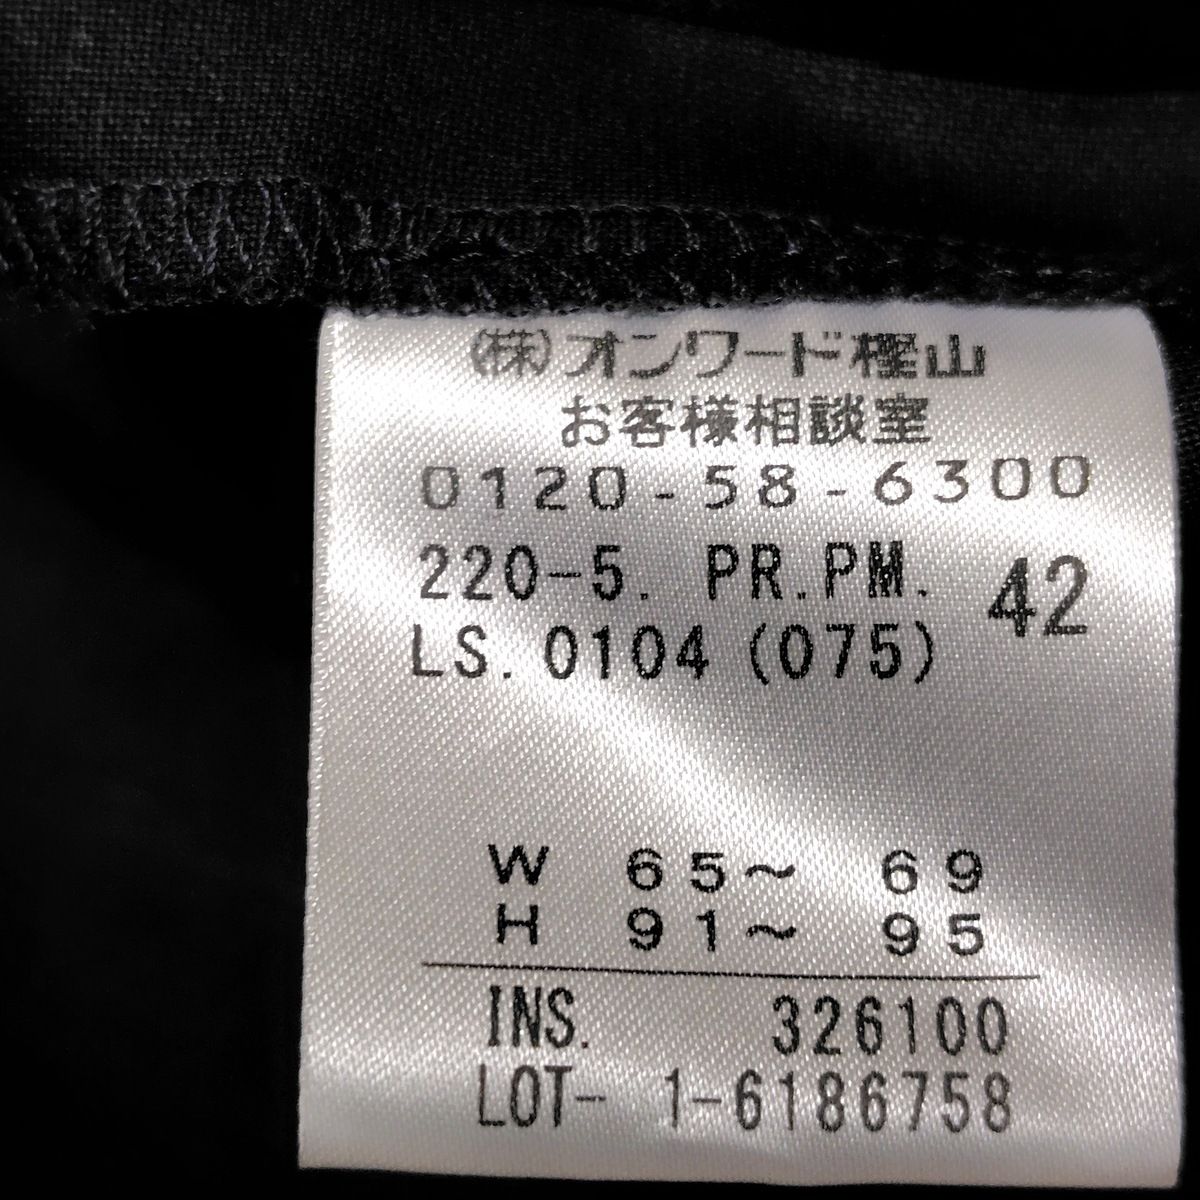 (株)オンワード樫山
お客様相談室
0120-58-6300
220-5. PR.PM. 42
LS.0104(075)
W 65～ 69
H 91～ 95
INS. 326100
LOT- 1-6186758